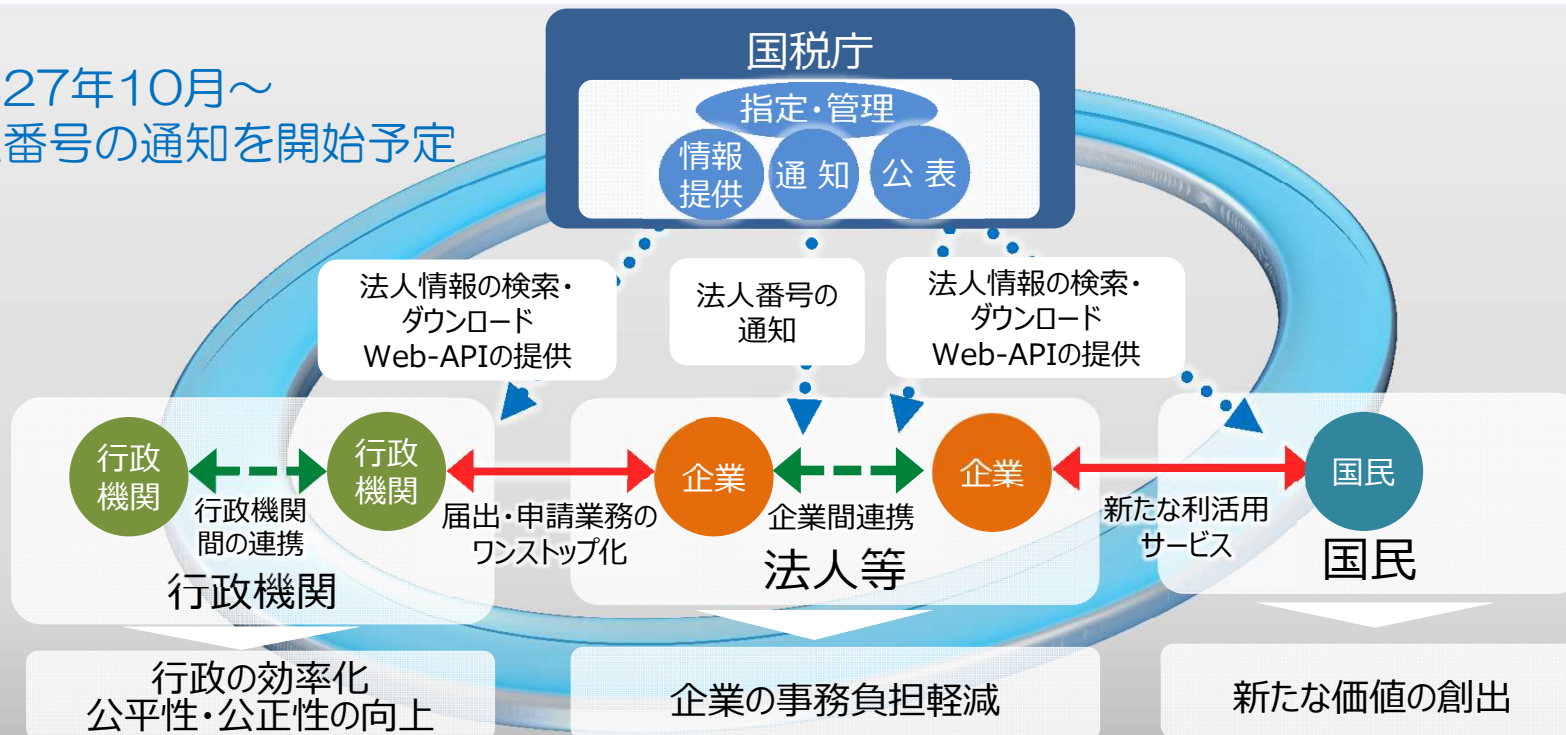 国税庁
27年10月～
番号の通知を開始予定
指定・管理
情報
提供
通 知
公 表
法人情報の検索・
ダウンロード
Web-APIの提供
法人番号の
通知
法人情報の検索・
ダウンロード
Web-APIの提供
行政
機関
行政機関
間の連携
行政
機関
行政機関
届出・申請業務の
ワンストップ化
企業
企業間連携
企業
法人等
新たな利活用
サービス
国民
国民
行政の効率化
公平性・公正性の向上
企業の事務負担軽減
新たな価値の創出